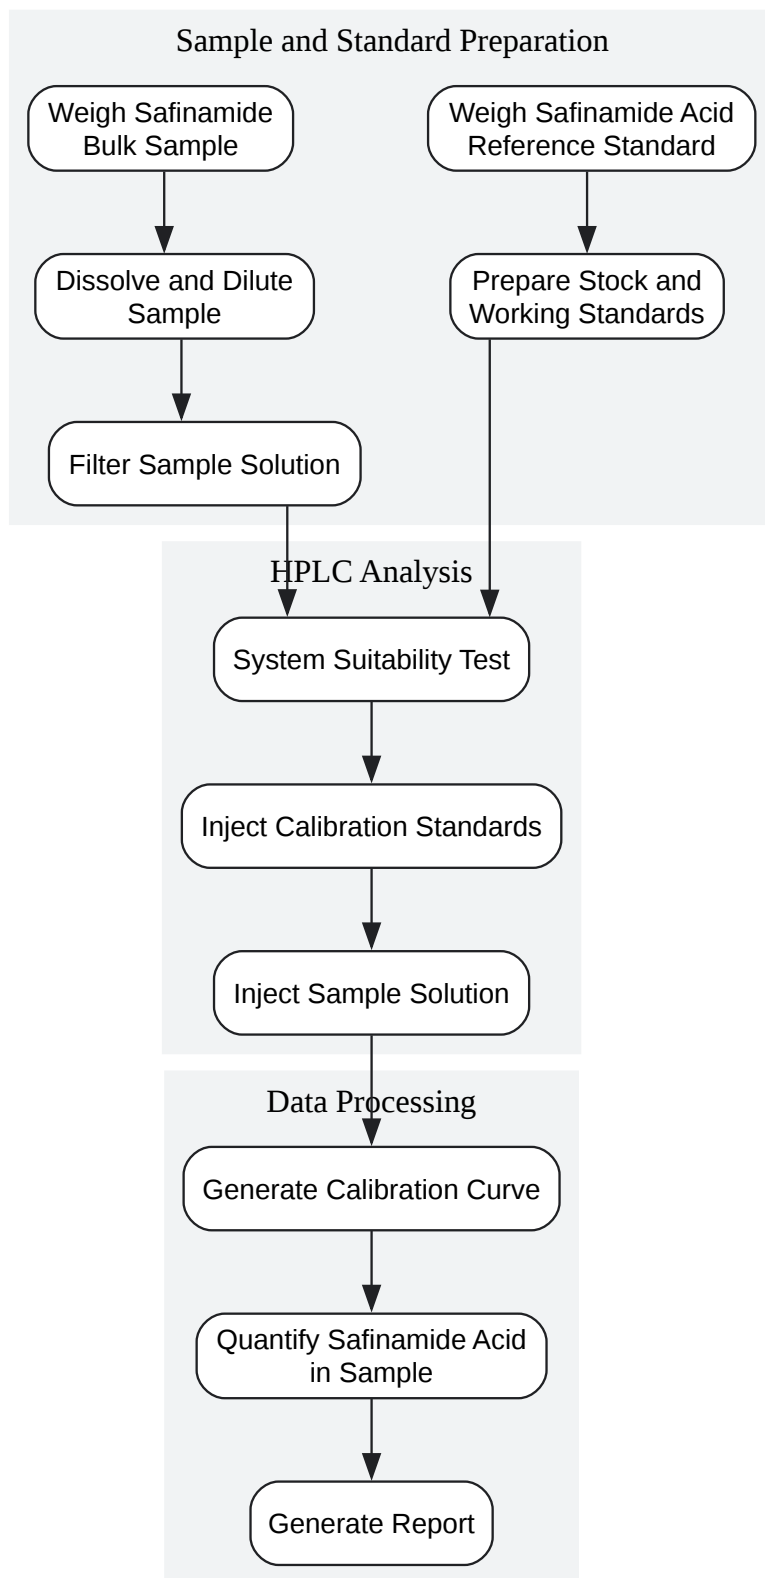 Sample and Standard Preparation
Weigh Safinamide
Bulk Sample
Weigh Safinamide Acid
Reference Standard
Dissolve and Dilute
Sample
Prepare Stock and
Working Standards
Filter Sample Solution
HPLC Analysis
System Suitability Test
Inject Calibration Standards
Inject Sample Solution
Data Processing
Generate Calibration Curve
Quantify Safinamide Acid
in Sample
Generate Report